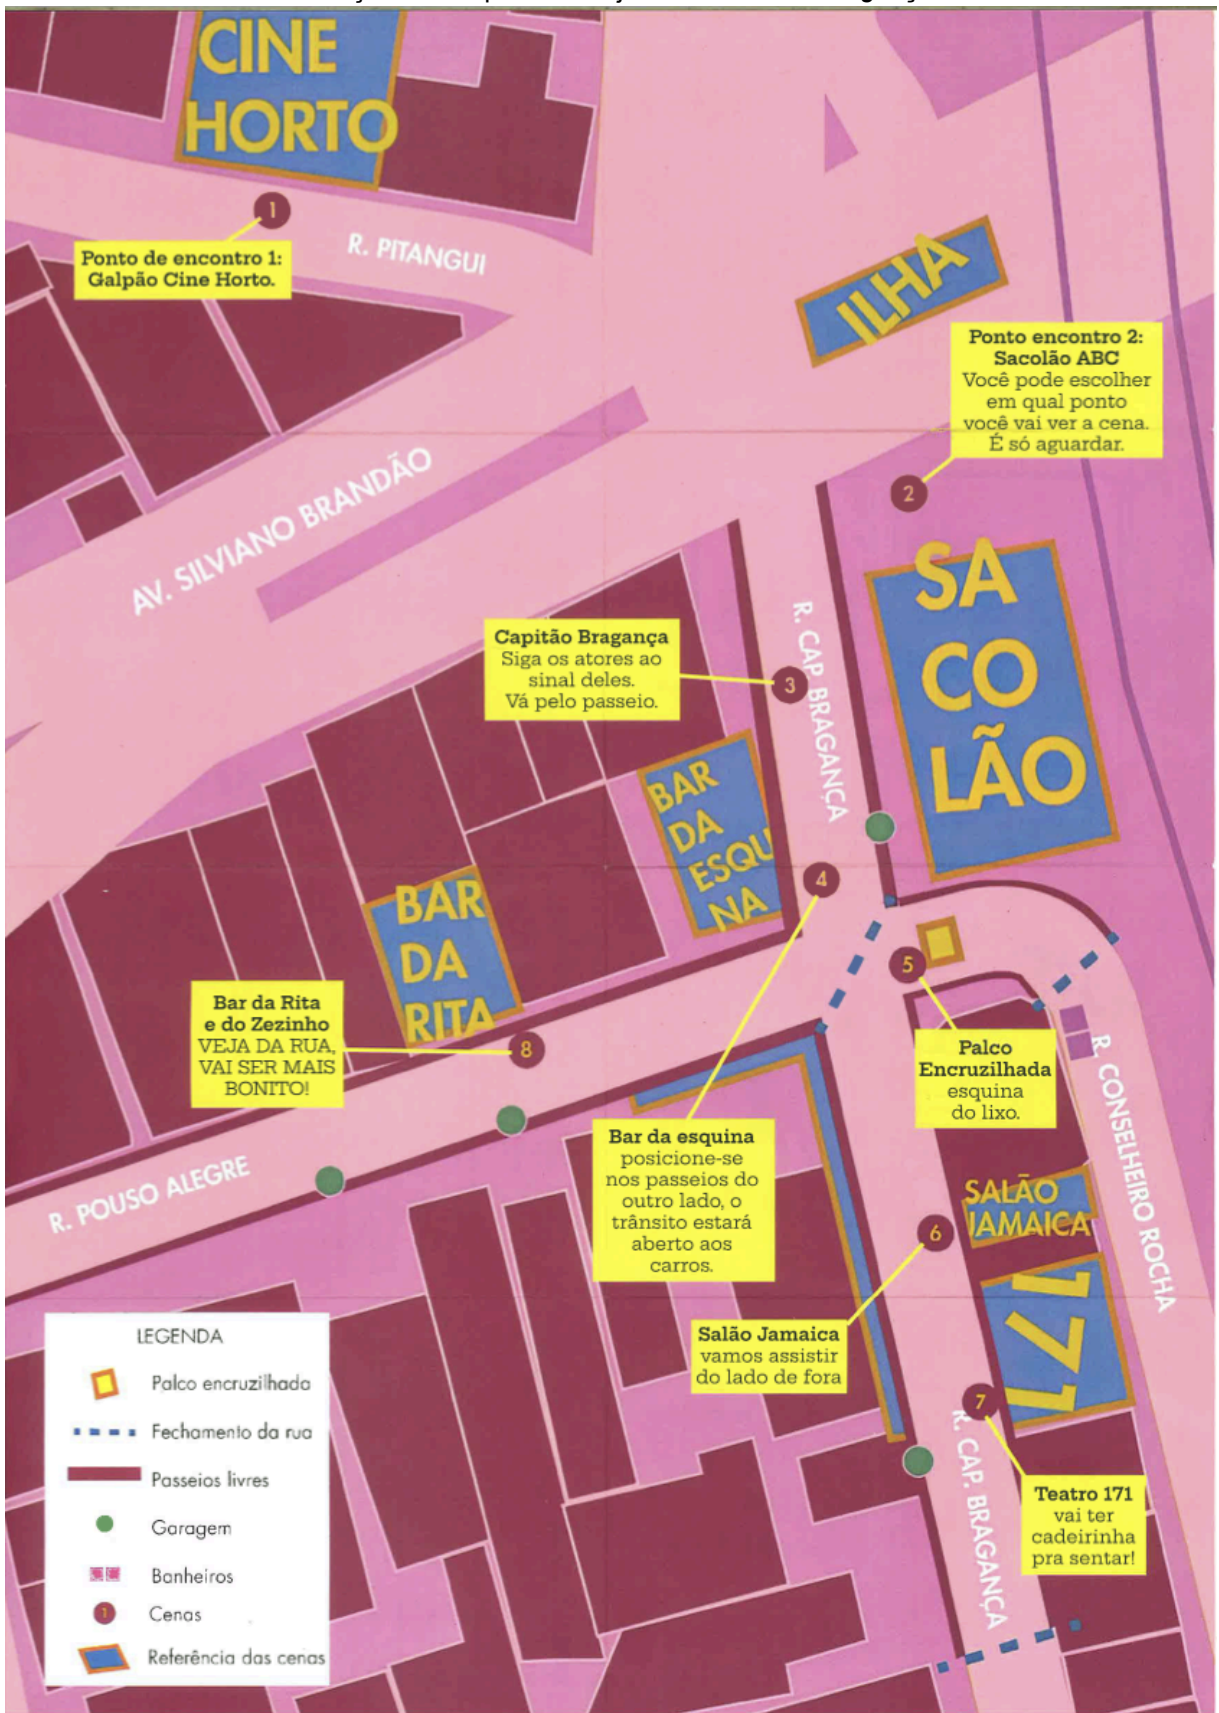 CINE
HORTO
1
Ponto de encontro 1:
Galpão Cine Horto.
R. PITANGUI
ILHA
Ponto encontro 2:
Sacolão ABC
Você pode escolher
em qual ponto
você vai ver a cena.
É só aguardar.
AV. SILVIANO BRANDÃO
2
SA
CO
LÃO
Capitão Bragança
Siga os atores ao
sinal deles.
Vá pelo passeio.
3
R. CAP. BRAGANÇA
BAR
DA
ESQU
NA
4
BAR
DA
RITA
5
Bar da Rita
e do Zezinho
VEJA DA RUA,
VAI SER MAIS
BONITO!
8
Palco
Encruzilhada
esquina
do lixo.
R. CONSELHEIRO ROCHA
Bar da esquina
posicione-se
nos passeios do
outro lado, o
trânsito estará
aberto aos
carros.
R. POUSO ALEGRE
SALÃO
JAMAICA
6
171
Salão Jamaica
vamos assistir
do lado de fora
7
R. CAP. BRAGANÇA
Teatro 171
vai ter
cadeirinha
pra sentar!
LEGENDA
Palco encruzilhada
Fechamento da rua
Passeios livres
Garagem
Banheiros
1
Cenas
Referência das cenas